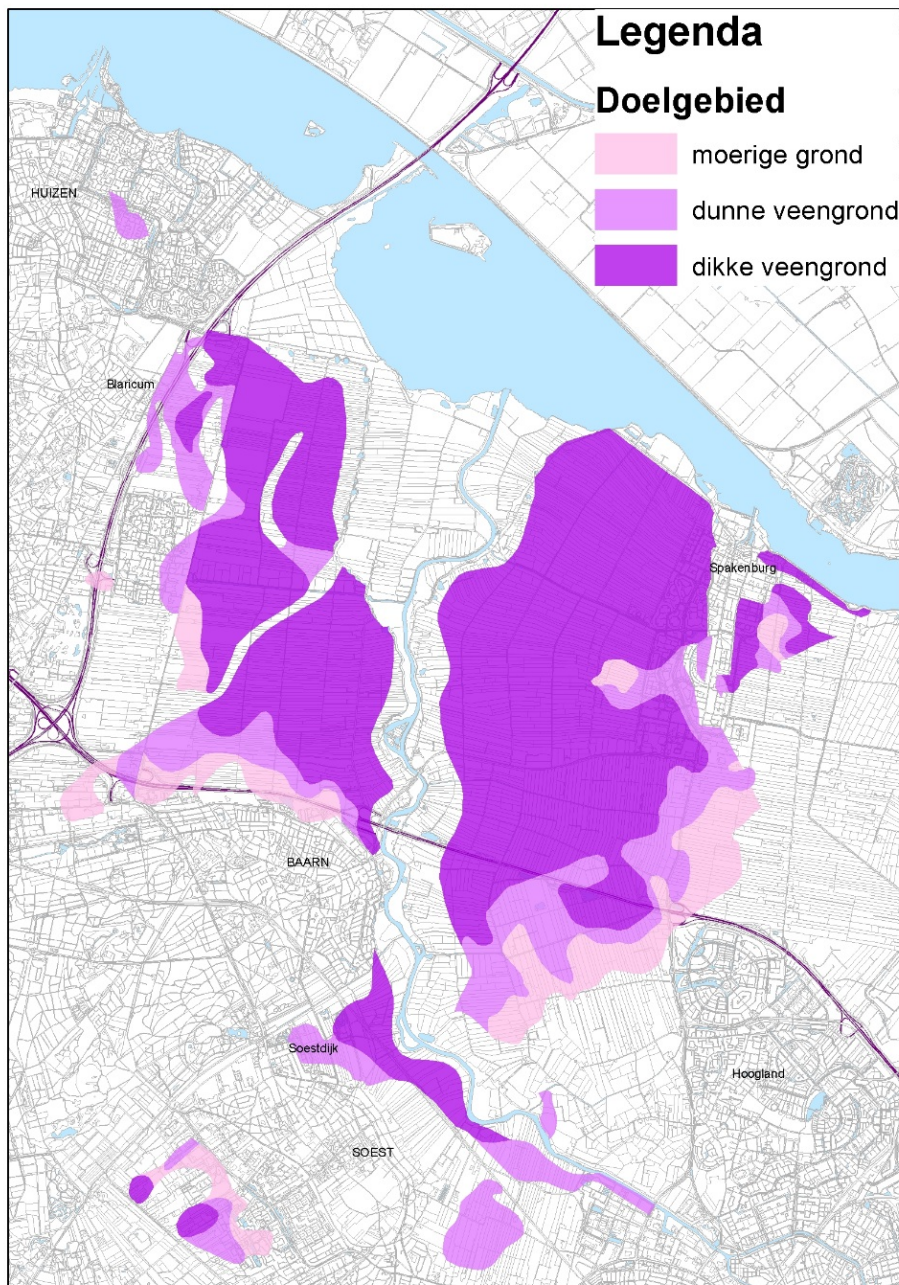 Legenda
Doelgebied
moerige grond
dunne veengrond
dikke veengrond
HUIZEN
Blaricum
Spakenburg
BAARN
Soestdijk
Hoogland
SOEST